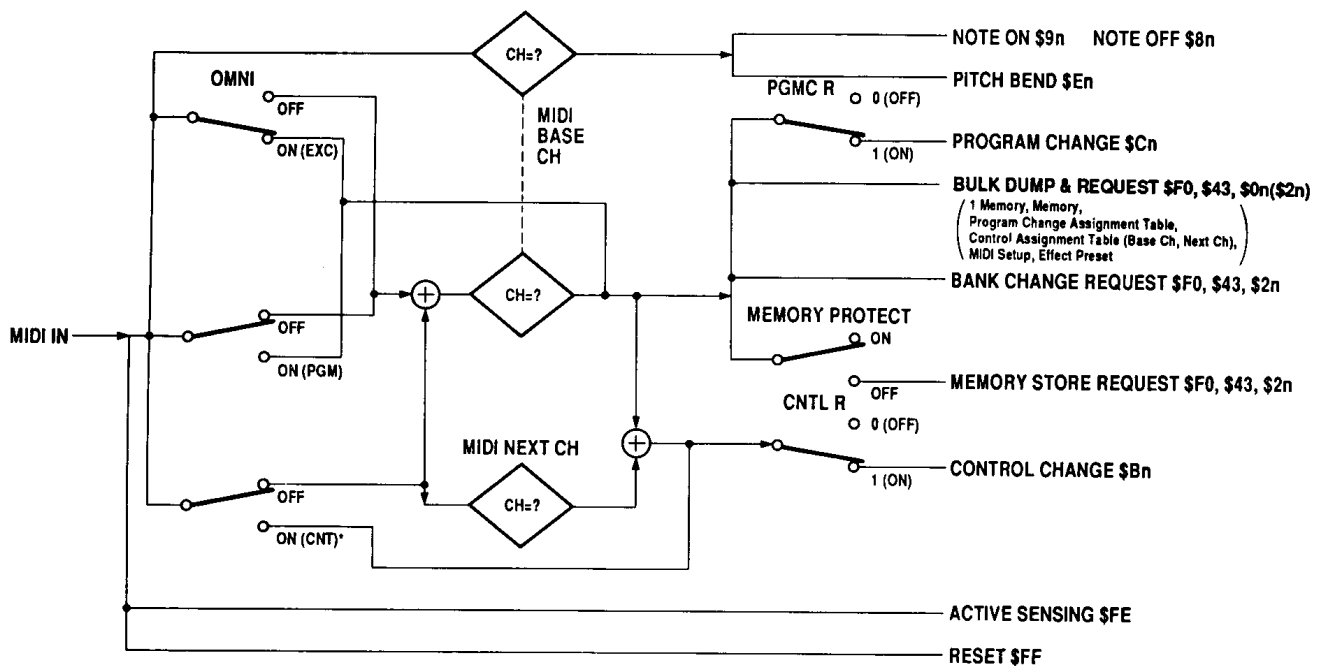 CH=?
NOTE ON $9n NOTE OFF $8n
OMNI
OFF
ON (EXC)
MIDI
BASE
CH
PITCH BEND $En
PGMC R
0 (OFF)
1 (ON)
PROGRAM CHANGE $Cn
BULK DUMP & REQUEST $F0, $43, $0n($2n)
1 Memory, Memory,
Program Change Assignment Table,
Control Assignment Table (Base Ch, Next Ch),
MIDI Setup, Effect Preset
BANK CHANGE REQUEST $F0, $43, $2n
CH=?
MIDI IN
OFF
ON (PGM)
MEMORY PROTECT
ON
OFF
MEMORY STORE REQUEST $F0, $43, $2n
CNTL R
0 (OFF)
1 (ON)
CONTROL CHANGE $Bn
MIDI NEXT CH
CH=?
OFF
ON (CNT)*
ACTIVE SENSING $FE
RESET $FF